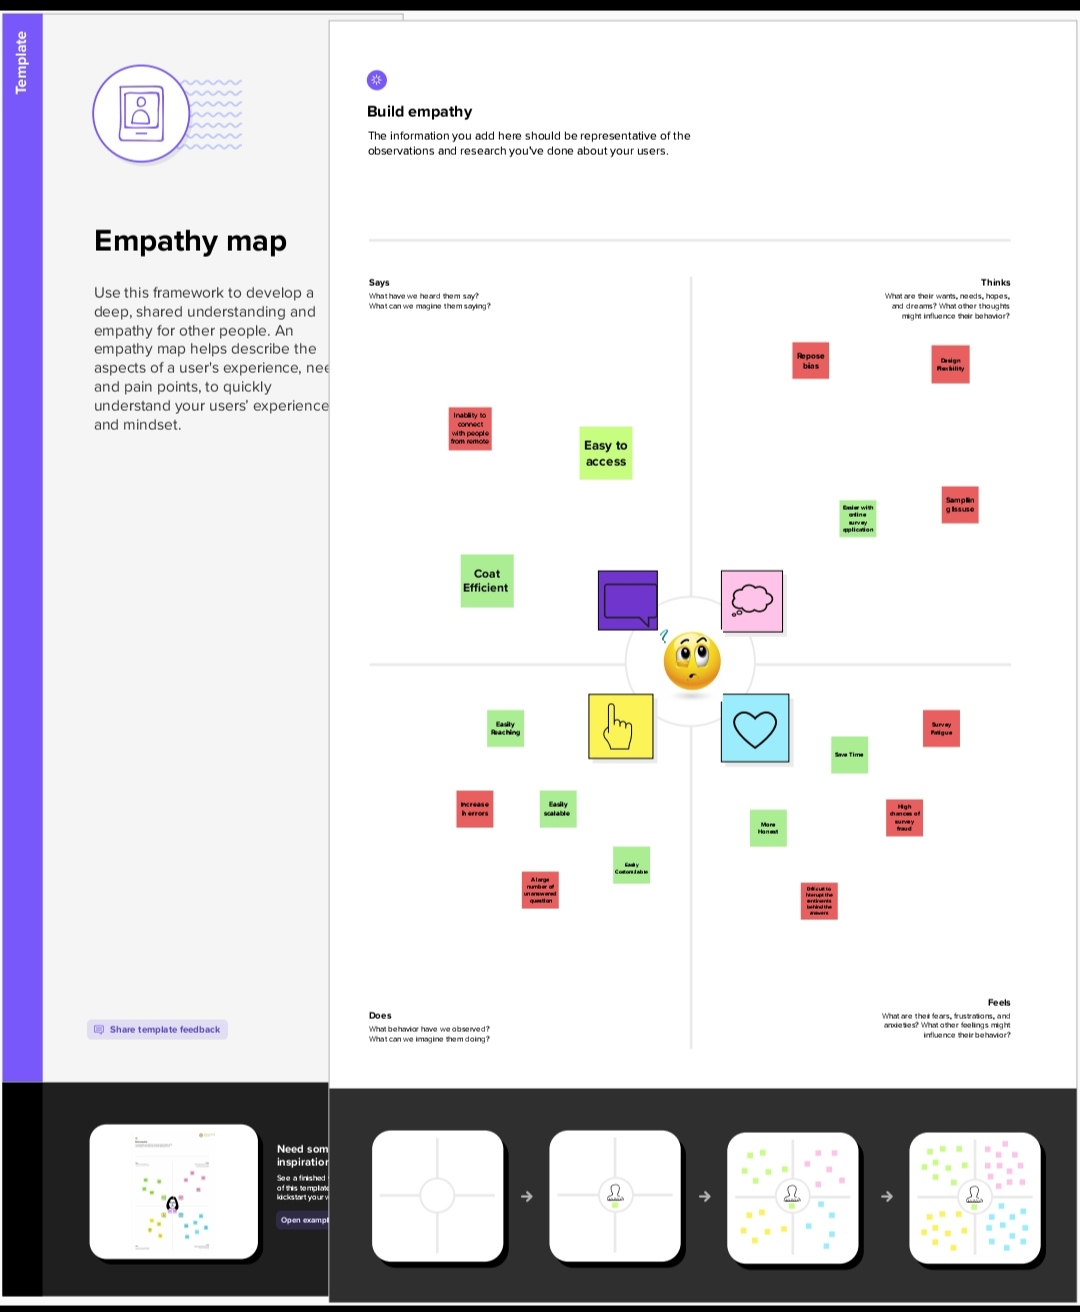 Template
Empathy map
Use this framework to develop a
deep, shared understanding and
empathy for other people. An
empathy map helps describe the
aspects of a user's experience, nee
and pain points, to quickly
understand your users' experience
and mindset.
Share template feedback
Need som
inspiration
See a finished
of this template
kickstart your w
Open exampl
Build empathy
The information you add here should be representative of the
observations and research you've done about your users.
Says
What have we heard them say?
What can we magine them saying?
Thinks
What are their wants, needs, hopes,
and dreams? What other thoughts
might influence their behavior?
Inability to
connect
with people
from remote
Easy to
access
Coat
Efficient
Repose
bias
Design
Flexibility
Easier with
online
survey
application
Samplin
g Issuse
Easily
Reaching
Increase
in errors
Easily
scalable
Easily
Customizable
A large
number of
unanswered
question
Survey
Fatigue
Save Time
More
Honest
High
chances of
survey
fraud
Difficult to
behind the
answers
Does
What behavior have we observed?
What can we imagine them doing?
Feels
What are their fears, frustrations, and
anxieties? What other feelings might
influence their behavior?